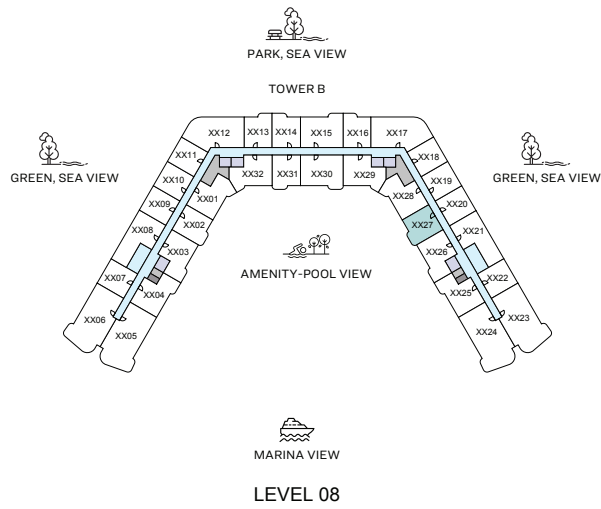 PARK, SEA VIEW
TOWER B
XX12
XX13
XX14
XX15
XX16
XX17
XX11
XX18
GREEN, SEA VIEW
GREEN, SEA VIEW
XX10
XX32
XX31
XX30
XX29
XX19
XX01
XX28
XX09
XX20
XX02
XX27
XX08
XX21
XX03
XX26
AMENITY-POOL VIEW
XX07
XX22
XX04
XX25
XX06
XX23
XX05
XX24
MARINA VIEW
LEVEL 08